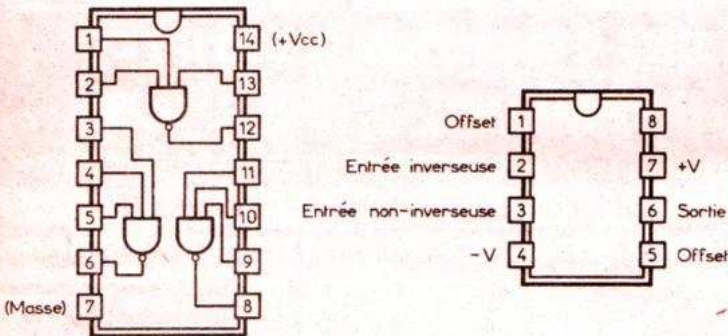 1 14 (+Vcc)
2 13
3 12
4 11
5 10
6 9
(Masse) 7 8
Offset 1 8
Entrée inverseuse 2 7 +V
Entrée non-inverseuse 3 6 Sortie
-V 4 5 Offset